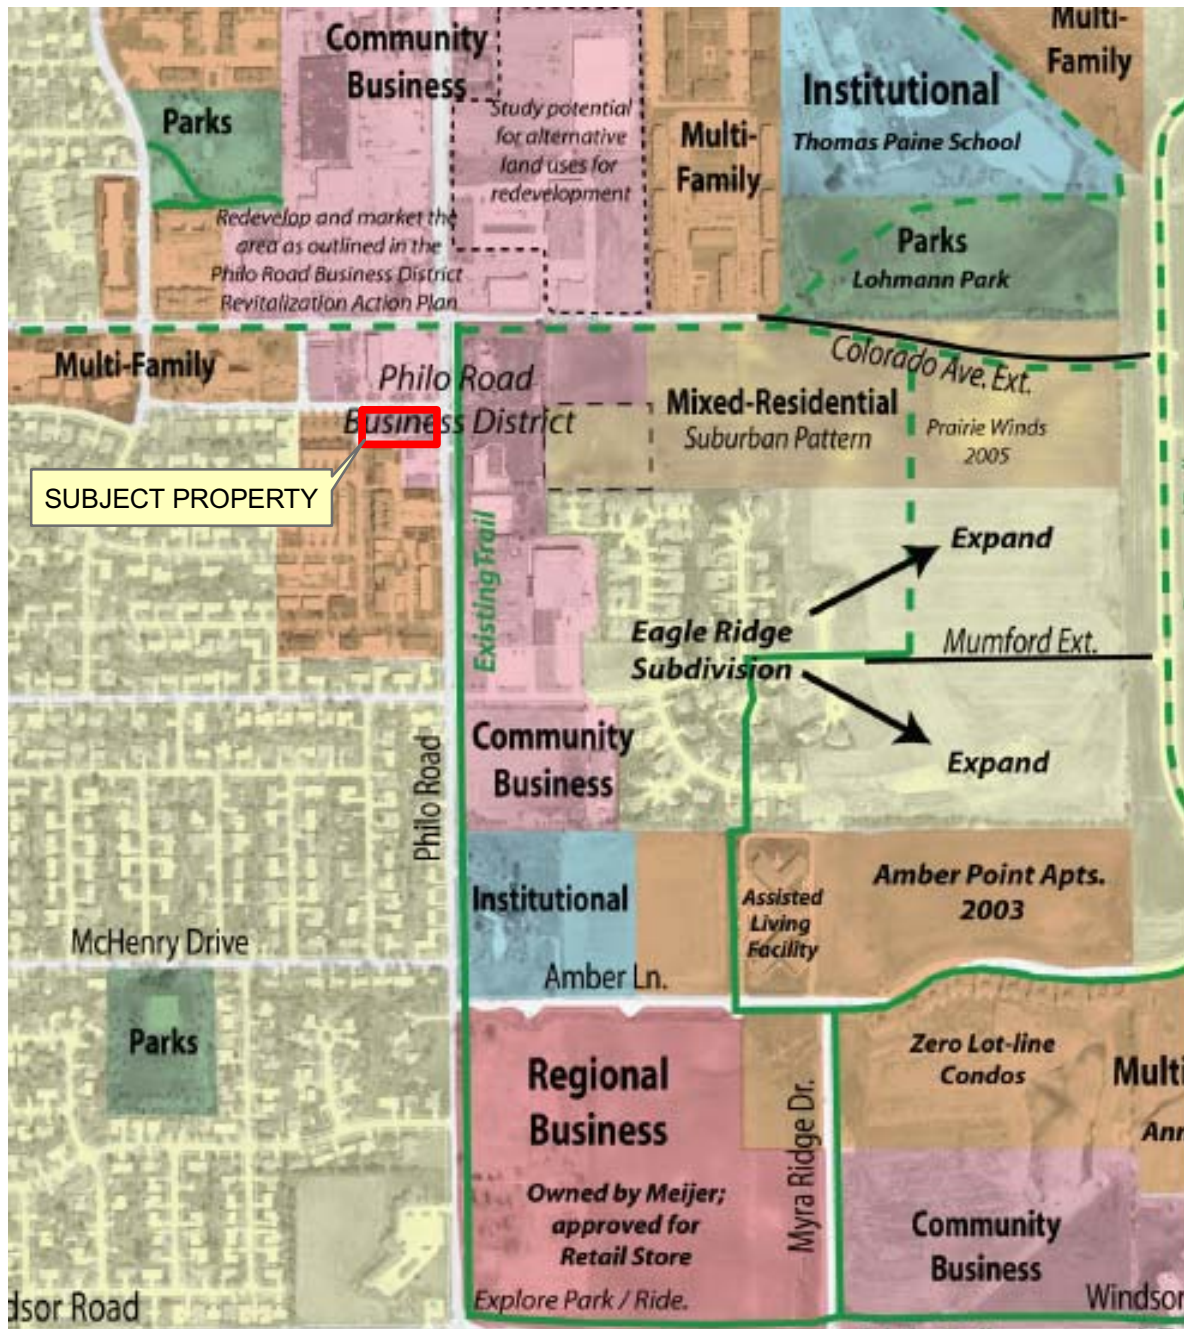 Community
Business
Study potential
for alternative
land uses for
redevelopment
Multi-
Family
Institutional
Thomas Paine School
Multi-
Family
Parks
Redevelop and market the
area as outlined in the
Philo Road Business District
Revitalization Action Plan
Parks
Lohmann Park
Multi-Family
Philo Road
Business District
SUBJECT PROPERTY
Colorado Ave. Ext.
Mixed-Residential
Suburban Pattern
Prairie Winds
2005
Existing Trail
Expand
Eagle Ridge
Subdivision
Mumford Ext.
Expand
Community
Business
Philo Road
Institutional
Assisted
Living
Facility
Amber Point Apts.
2003
McHenry Drive
Amber Ln.
Parks
Regional
Business
Owned by Meijer;
approved for
Retail Store
Explore Park / Ride.
Myra Ridge Dr.
Zero Lot-line
Condos
Multi
Ann
Community
Business
dsor Road
Windsor